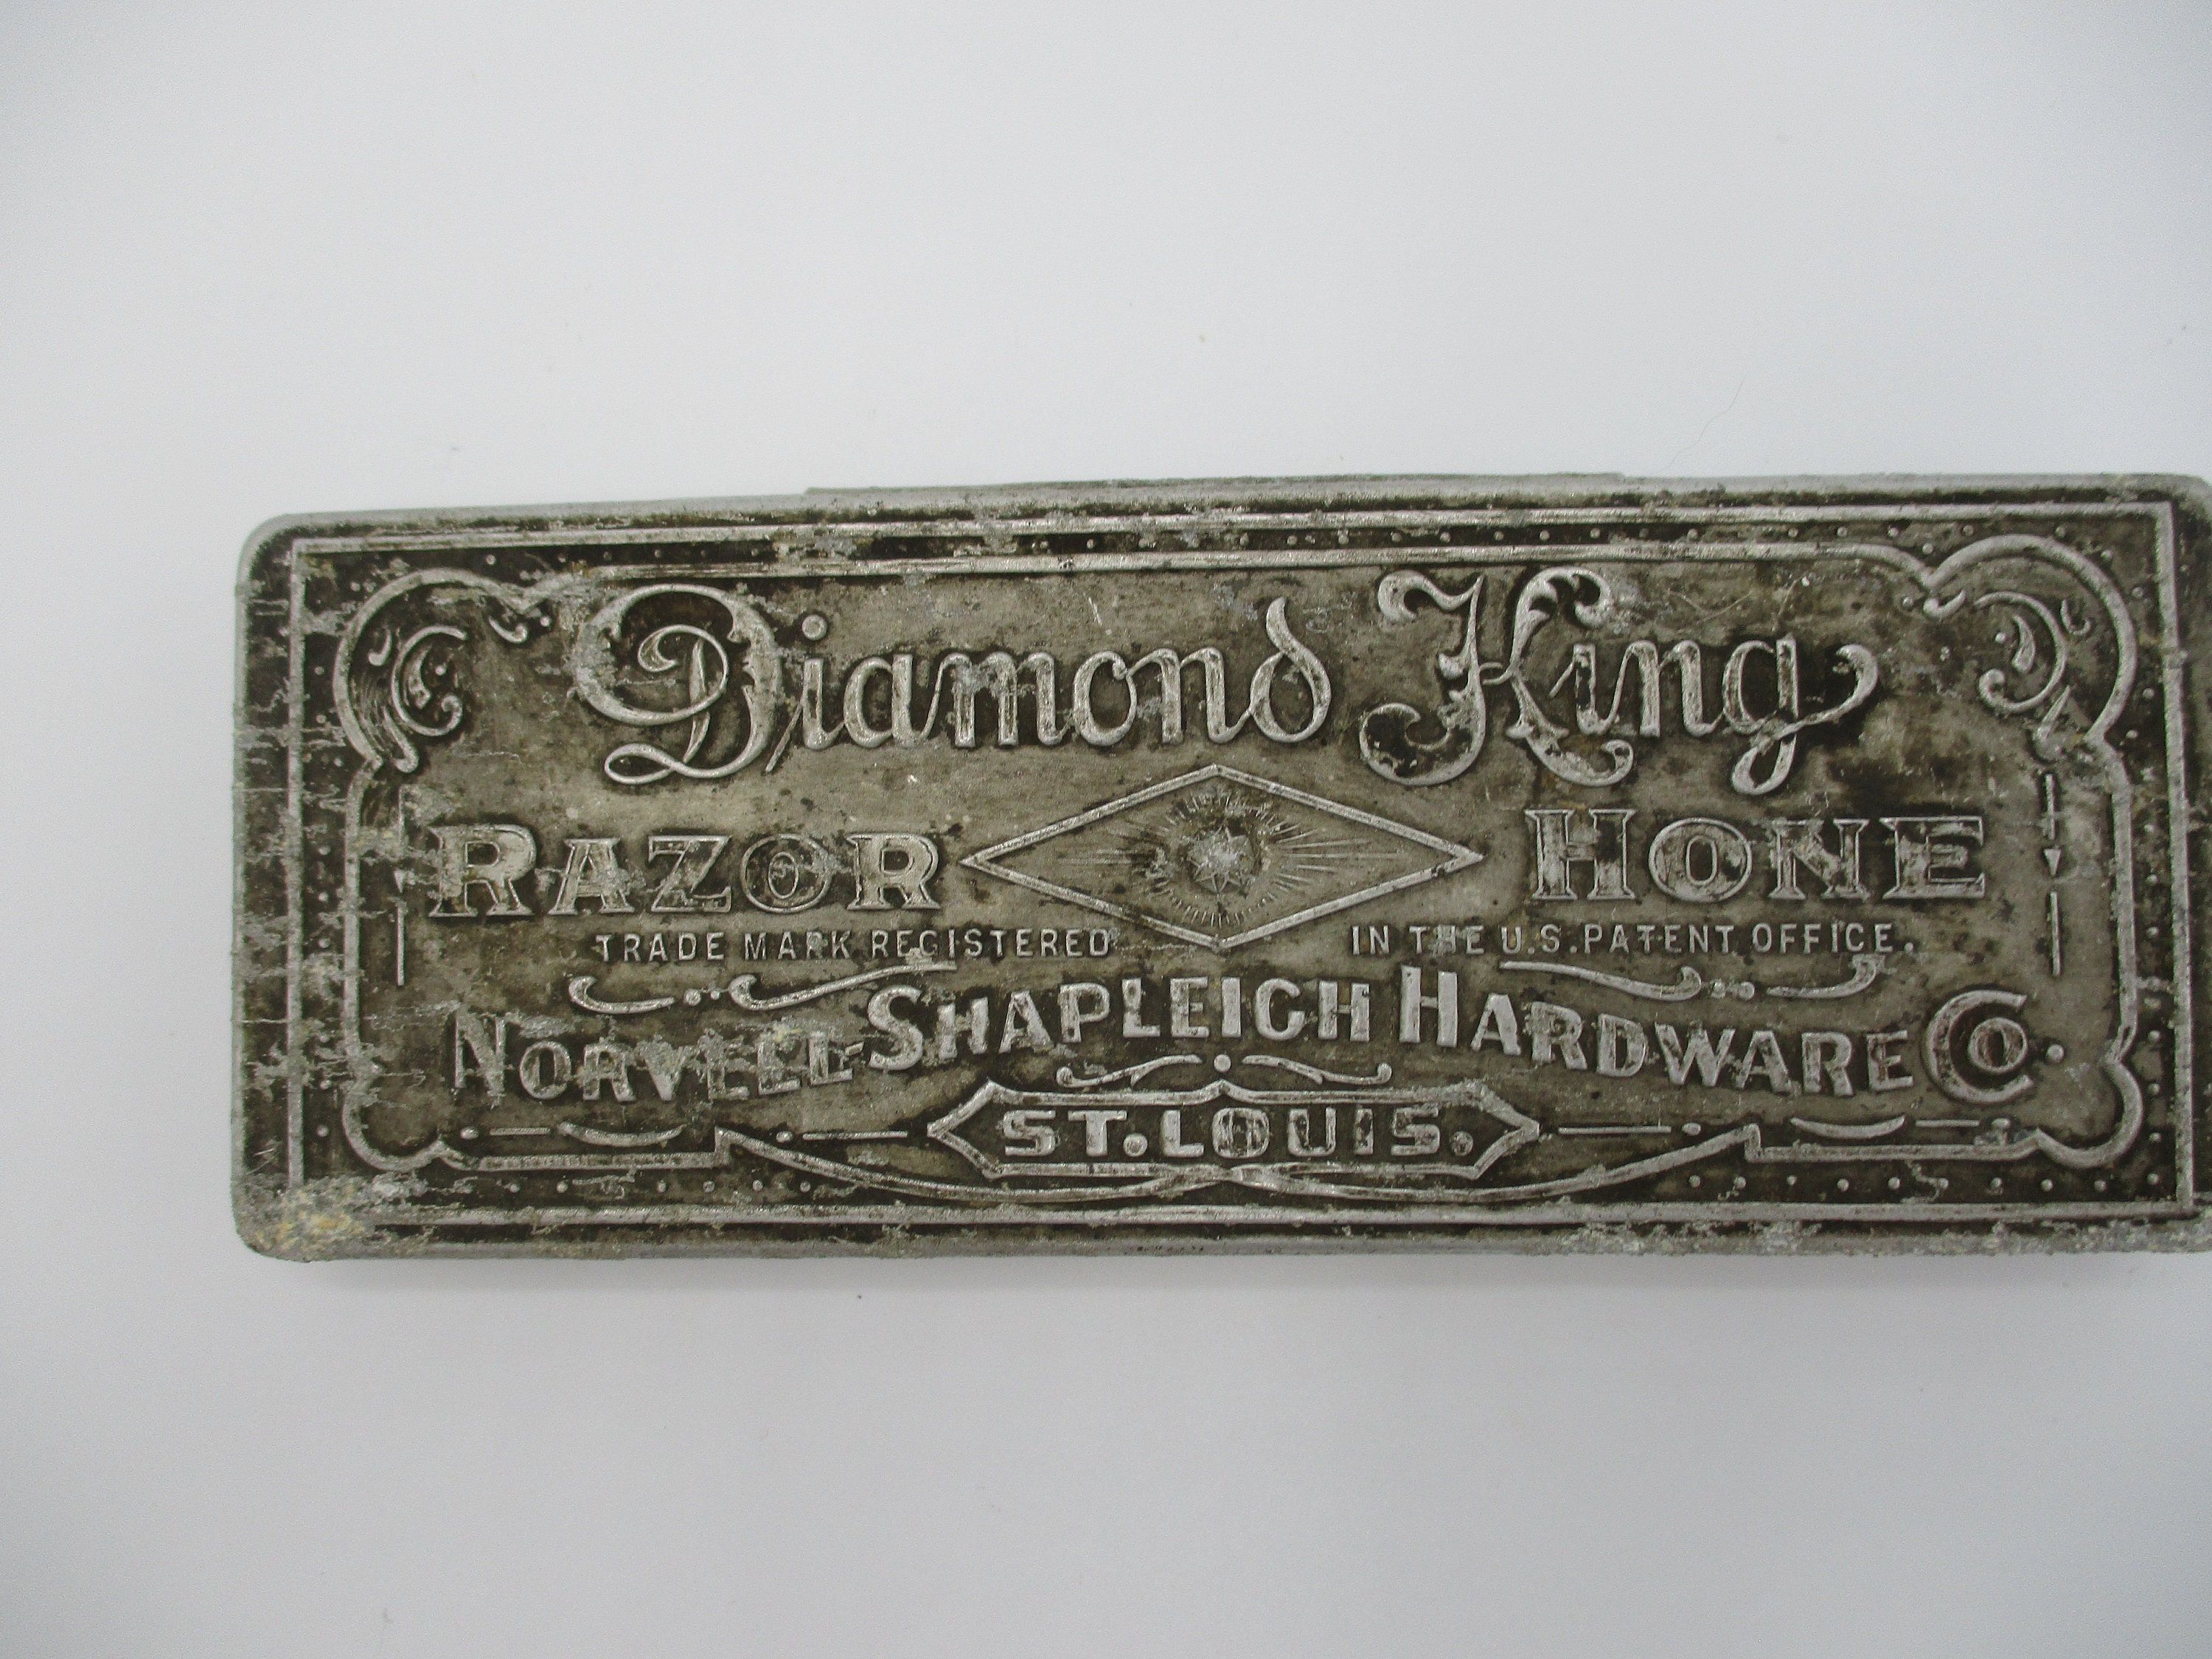 Diamond King
RAZOR HONE
TRADE MARK REGISTERED IN THE U.S. PATENT OFFICE.
NORVELL-SHAPLEIGH HARDWARE CO.
ST. LOUIS.